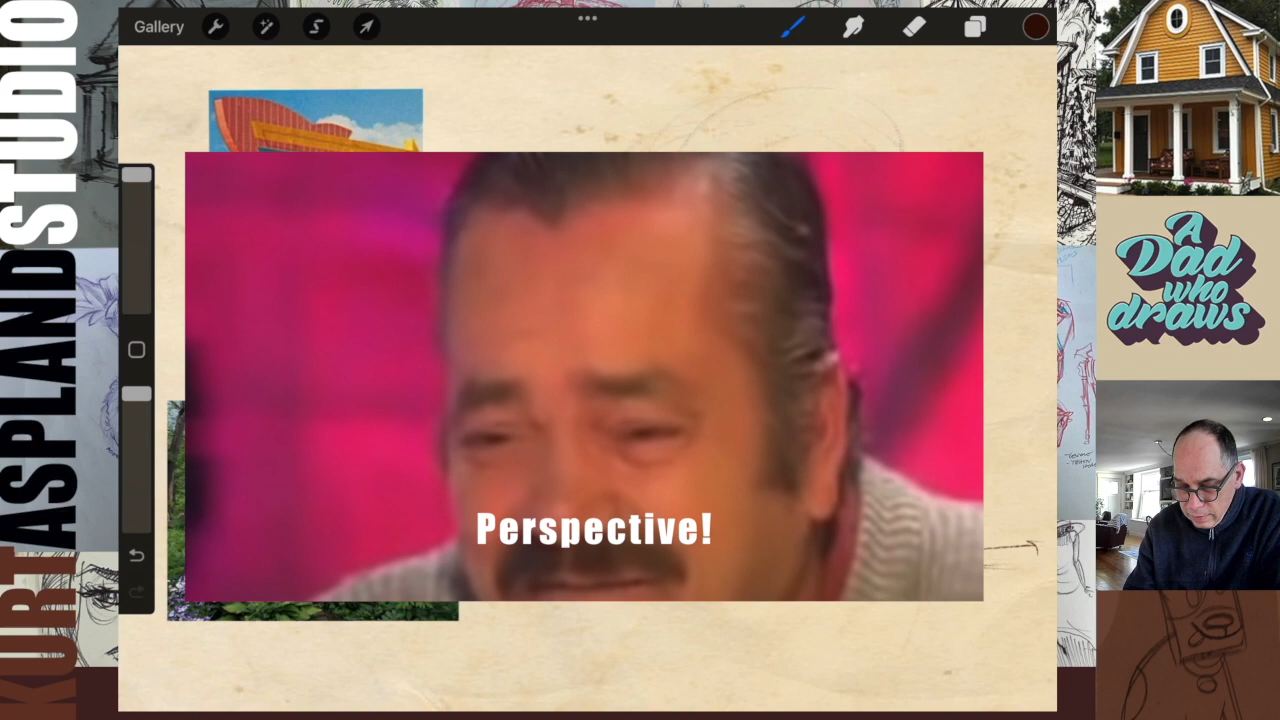 KURT ASPLAND STUDIO
Gallery
Perspective!
A
Dad
who
draws